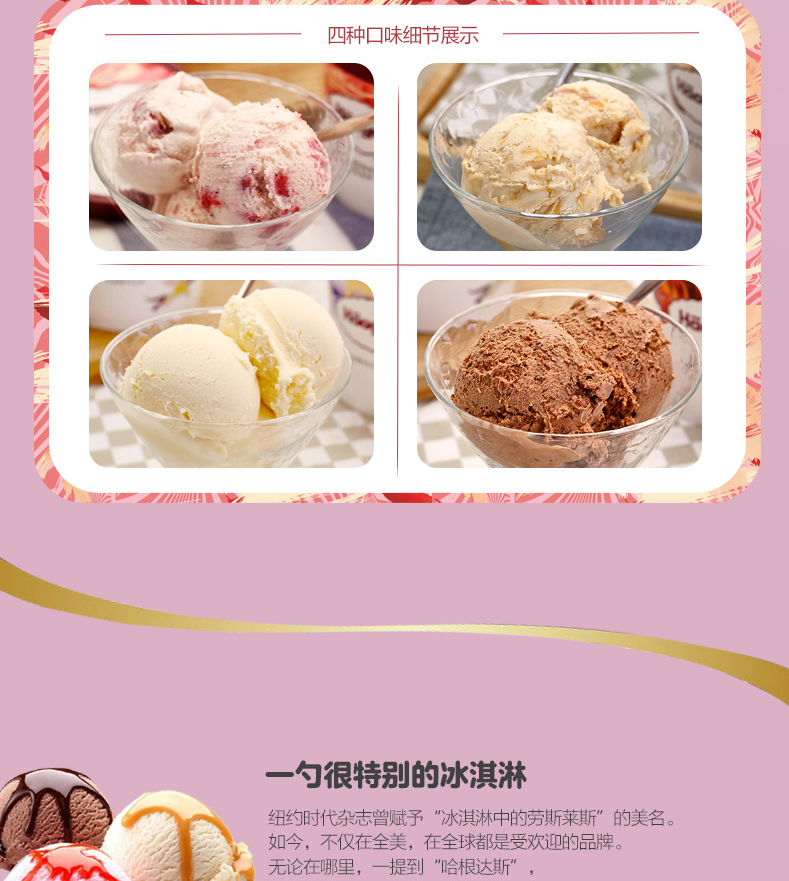 四种口味细节展示
一勺很特别的冰淇淋
纽约时代杂志曾赋予“冰淇淋中的劳斯莱斯”的美名。
如今，不仅在全美，在全球都是受欢迎的品牌。
无论在哪里，一提到“哈根达斯”，